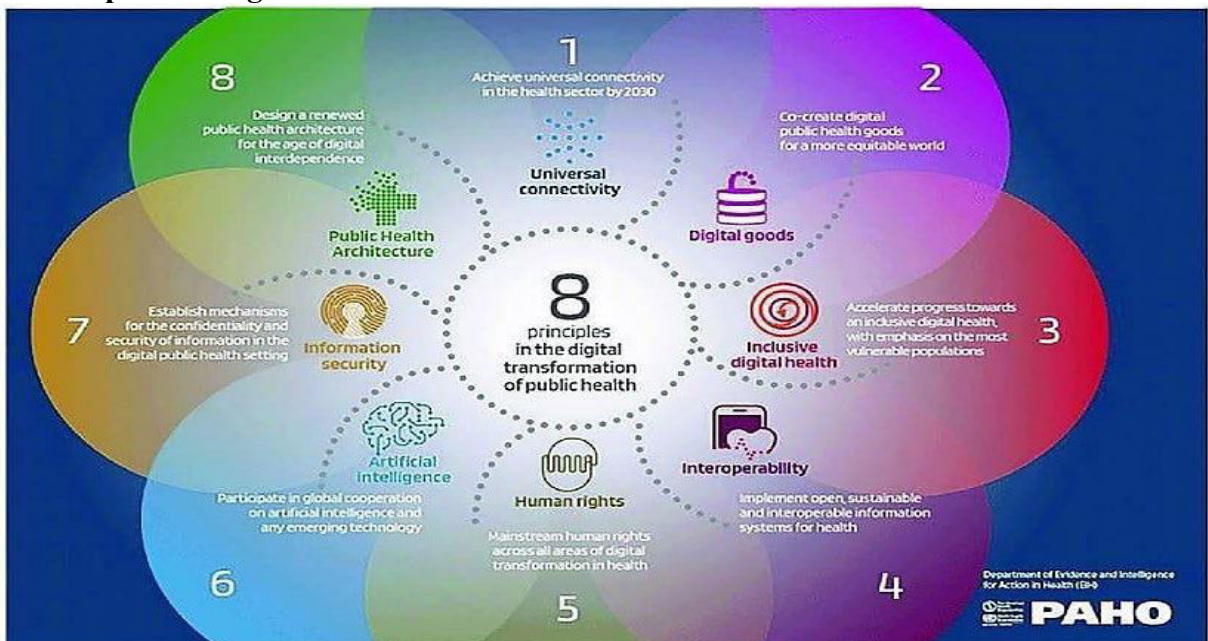 1
Achieve universal connectivity
in the health sector by 2030
Universal
connectivity
2
Co-create digital
public health goods
for a more equitable world
Digital goods
3
Accelerate progress towards
an inclusive digital health,
with emphasis on the most
vulnerable populations
Inclusive
digital health
4
Interoperability
Implement open, sustainable
and interoperable information
systems for health
5
Human rights
Mainstream human rights
across all areas of digital
transformation in health
6
Artificial
intelligence
Participate in global cooperation
on artificial intelligence and
any emerging technology
7
Establish mechanisms
for the confidentiality and
security of information in the
digital public health setting
Information
security
8
Design a renewed
public health architecture
for the age of digital
interdependence
Public Health
Architecture
8
principles
in the digital
transformation
of public health
Department of Evidence and Intelligence
for Action in Health (EIH)
PAHO